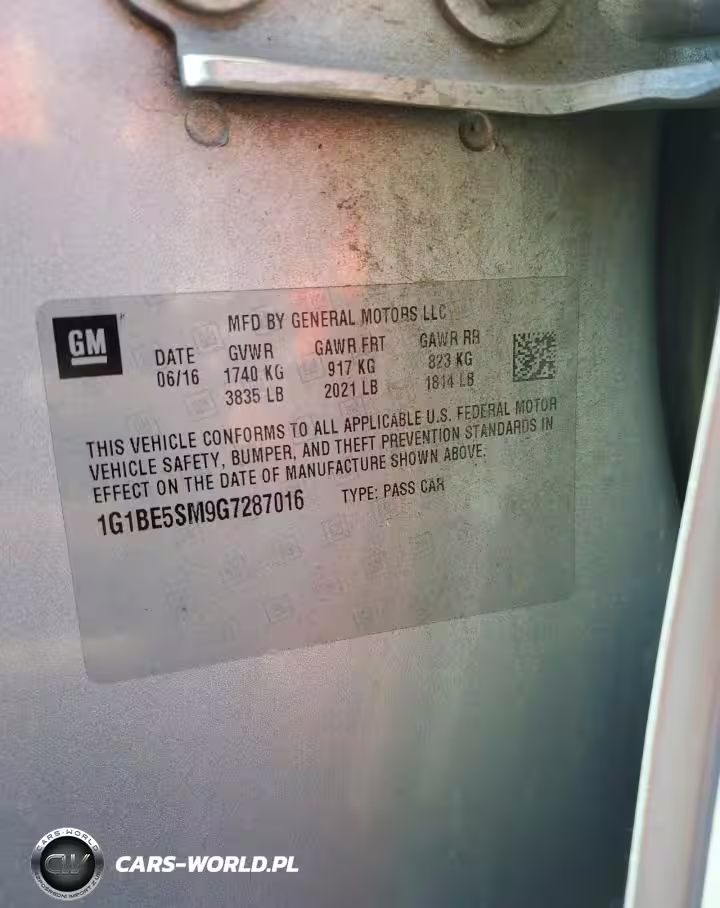 GM
MFD BY GENERAL MOTORS LLC
DATE GVWR GAWR FRT GAWR RR
06/16 1740 KG 917 KG 823 KG
3835 LB 2021 LB 1814 LB
THIS VEHICLE CONFORMS TO ALL APPLICABLE U.S. FEDERAL MOTOR
VEHICLE SAFETY, BUMPER, AND THEFT PREVENTION STANDARDS IN
EFFECT ON THE DATE OF MANUFACTURE SHOWN ABOVE.
1G1BE5SM9G7287016 TYPE: PASS CAR
CARS-WORLD
CW
CARS-WORLD.PL